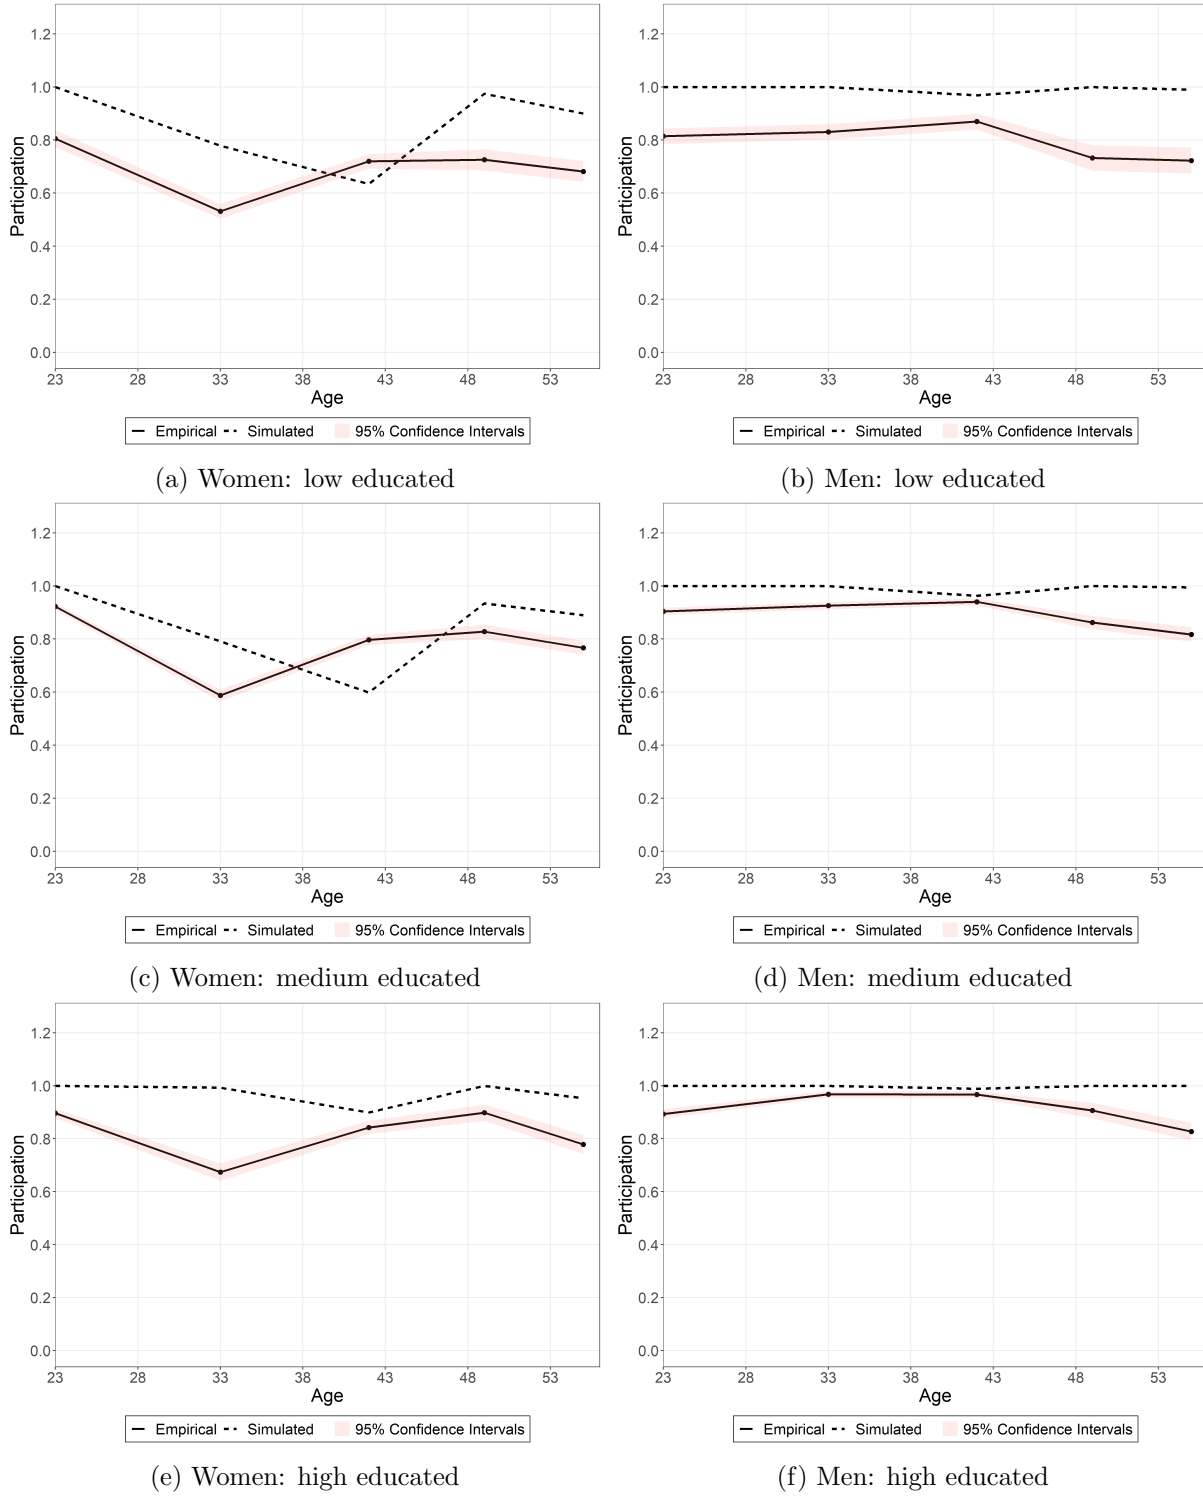 1.2
1.0
0.8
0.6
0.4
0.2
0.0
Participation
23 28 33 38 43 48 53
Age
Empirical Simulated 95% Confidence Intervals
(a) Women: low educated
1.2
1.0
0.8
0.6
0.4
0.2
0.0
Participation
23 28 33 38 43 48 53
Age
Empirical Simulated 95% Confidence Intervals
(b) Men: low educated
1.2
1.0
0.8
0.6
0.4
0.2
0.0
Participation
23 28 33 38 43 48 53
Age
Empirical Simulated 95% Confidence Intervals
(c) Women: medium educated
1.2
1.0
0.8
0.6
0.4
0.2
0.0
Participation
23 28 33 38 43 48 53
Age
Empirical Simulated 95% Confidence Intervals
(d) Men: medium educated
1.2
1.0
0.8
0.6
0.4
0.2
0.0
Participation
23 28 33 38 43 48 53
Age
Empirical Simulated 95% Confidence Intervals
(e) Women: high educated
1.2
1.0
0.8
0.6
0.4
0.2
0.0
Participation
23 28 33 38 43 48 53
Age
Empirical Simulated 95% Confidence Intervals
(f) Men: high educated